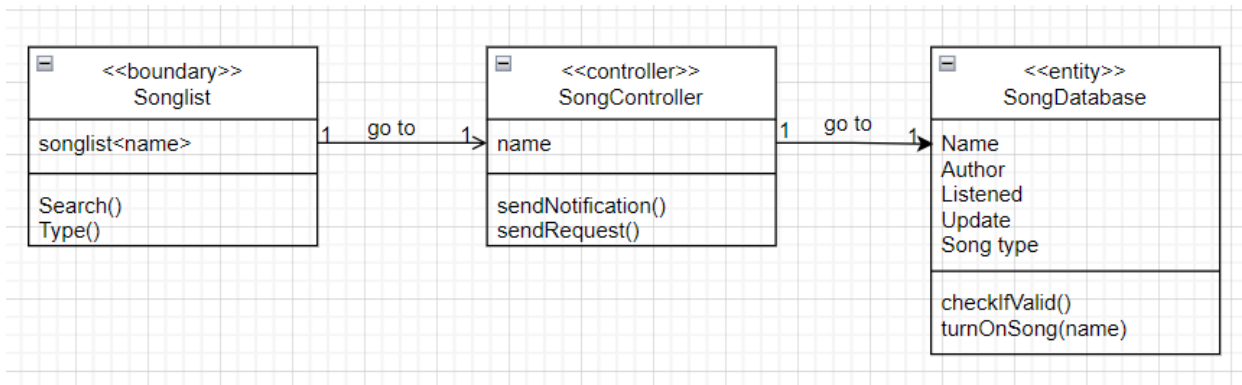 <<boundary>>
Songlist
songlist<name>
Search()
Type()
1 go to 1
<<controller>>
SongController
name
sendNotification()
sendRequest()
1 go to 1
<<entity>>
SongDatabase
Name
Author
Listened
Update
Song type
checkIfValid()
turnOnSong(name)